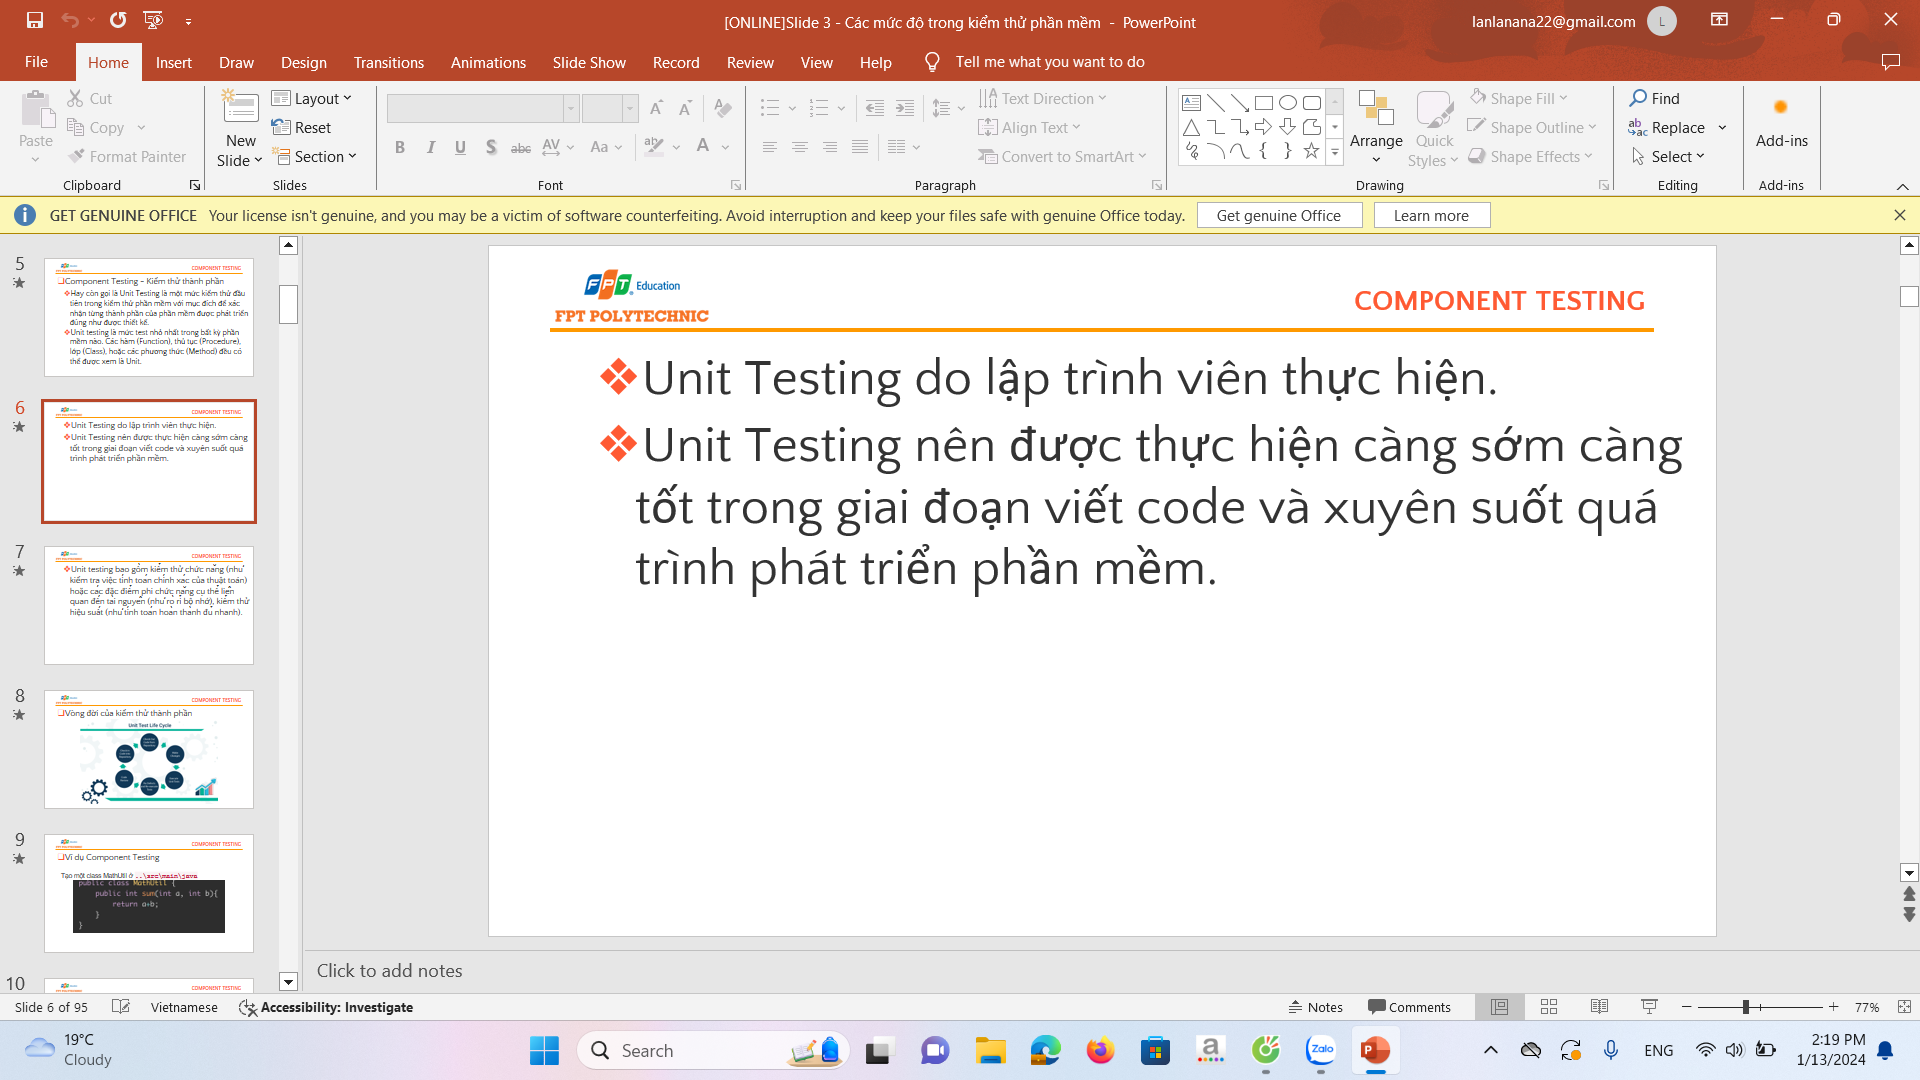 [ONLINE]Slide 3 - Các mức độ trong kiểm thử phần mềm  -  PowerPoint
lanlanana22@gmail.com
L
File
Home
Insert
Draw
Design
Transitions
Animations
Slide Show
Record
Review
View
Help
Tell me what you want to do
Paste
Cut
Copy
Format Painter
Clipboard
New
Slide
Layout
Reset
Section
Slides
Font
Text Direction
Align Text
Convert to SmartArt
Paragraph
Arrange
Quick
Styles
Shape Fill
Shape Outline
Shape Effects
Drawing
Find
Replace
Select
Editing
Add-ins
Add-ins
GET GENUINE OFFICE Your license isn't genuine, and you may be a victim of software counterfeiting. Avoid interruption and keep your files safe with genuine Office today.
Get genuine Office
Learn more
5
COMPONENT TESTING
Component Testing – Kiểm thử thành phần
Hay còn gọi là Unit Testing là một mức kiểm thử đầu
tiên trong kiểm thử phần mềm với mục đích để xác
nhận từng thành phần của phần mềm được phát triển
đúng như được thiết kế.
Unit testing là mức test nhỏ nhất trong bất kỳ phần
mềm nào. Các hàm (Function), thủ tục (Procedure),
lớp (Class), hoặc các phương thức (Method) đều có
thể được xem là Unit.
6
COMPONENT TESTING
Unit Testing do lập trình viên thực hiện.
Unit Testing nên được thực hiện càng sớm càng
tốt trong giai đoạn viết code và xuyên suốt quá
trình phát triển phần mềm.
7
COMPONENT TESTING
Unit testing bao gồm kiểm thử chức năng (như
kiểm tra việc tính toán chính xác của thuật toán)
hoặc các đặc điểm phi chức năng cụ thể liên
quan đến tài nguyên (như rò rỉ bộ nhớ), kiểm thử
hiệu suất (như tính toán hoàn thành đủ nhanh).
8
COMPONENT TESTING
Vòng đời của kiểm thử thành phần
Unit Test Life Cycle
9
COMPONENT TESTING
Ví dụ Component Testing
Tạo một class MathUtil ở ..\src\main\java
public class MathUtil {
public int sum(int a, int b){
return a+b;
}
}
10
COMPONENT TESTING
FPT Education
FPT POLYTECHNIC
COMPONENT TESTING
Unit Testing do lập trình viên thực hiện.
Unit Testing nên được thực hiện càng sớm càng
tốt trong giai đoạn viết code và xuyên suốt quá
trình phát triển phần mềm.
Click to add notes
Slide 6 of 95
Vietnamese
Accessibility: Investigate
Notes
Comments
77%
19°C
Cloudy
Search
Zalo
ENG
2:19 PM
1/13/2024